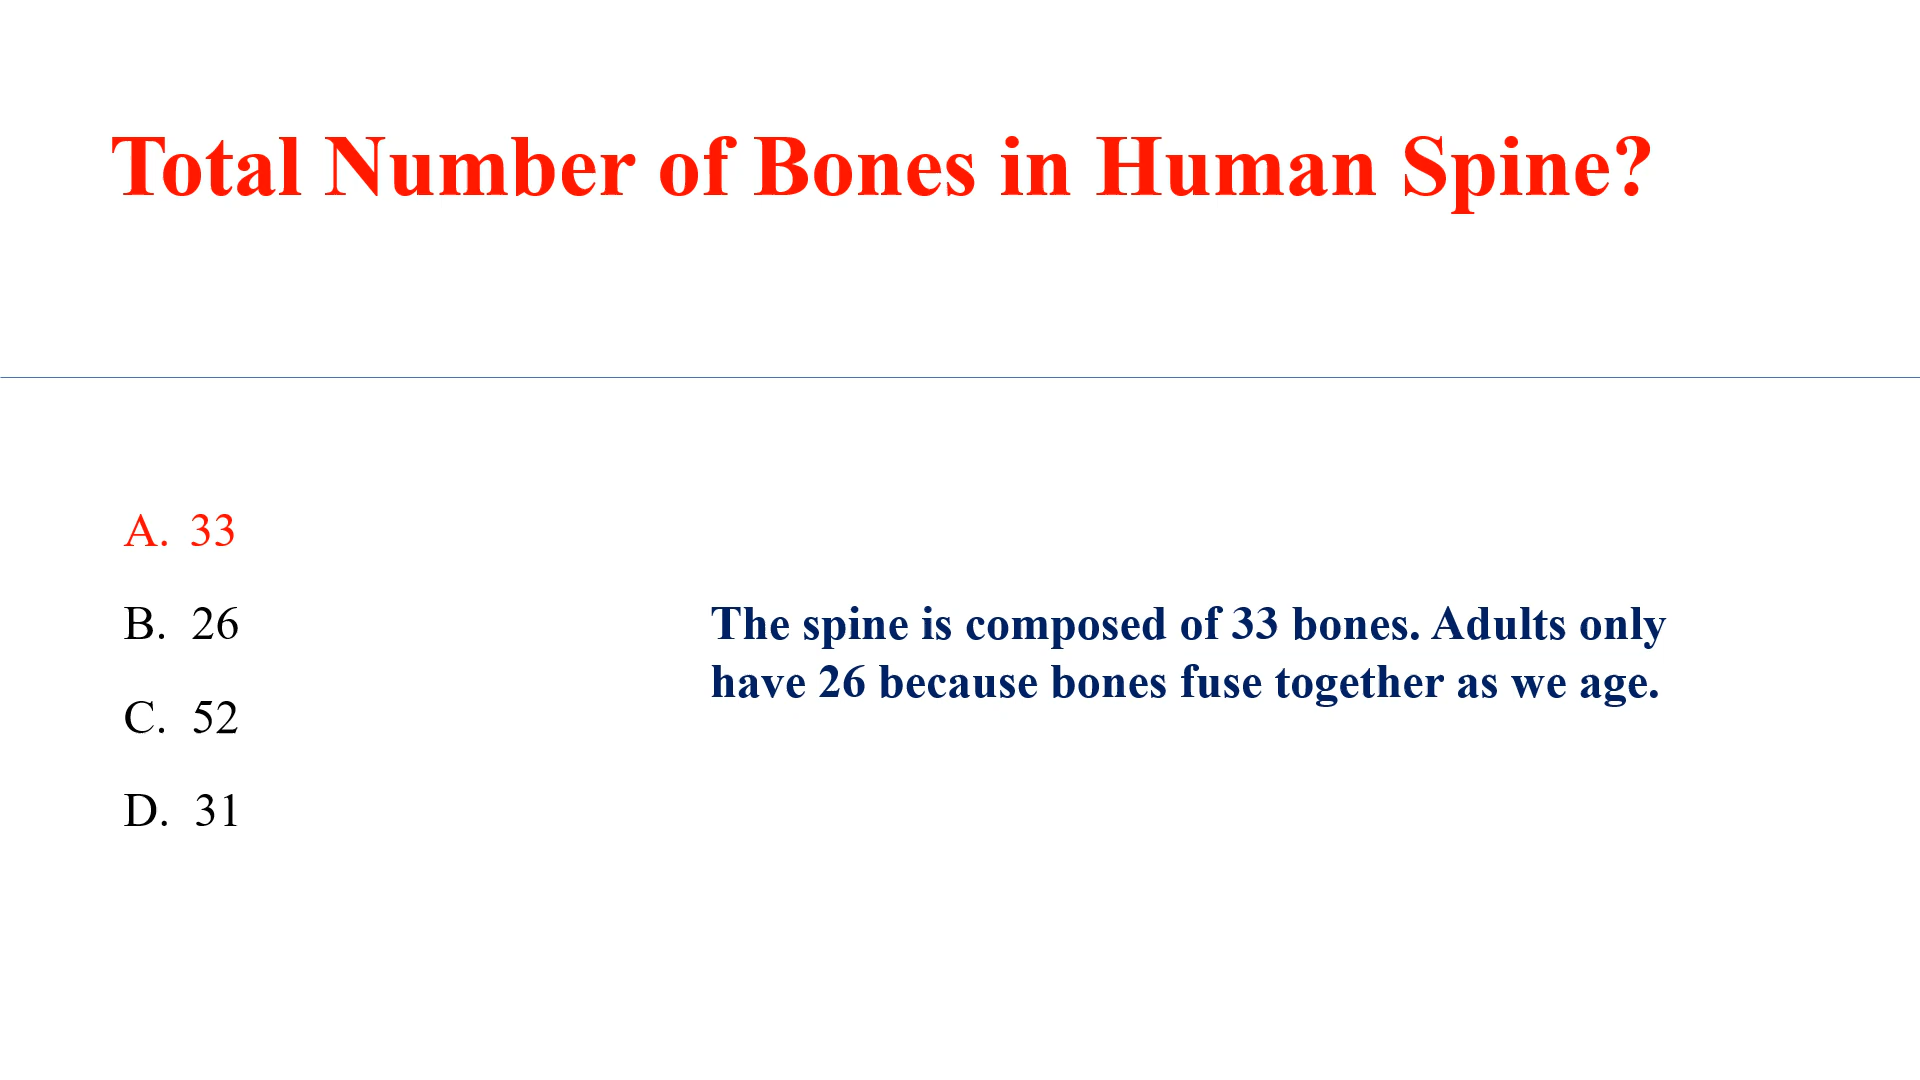 Total Number of Bones in Human Spine?
A. 33
B. 26
C. 52
D. 31
The spine is composed of 33 bones. Adults only
have 26 because bones fuse together as we age.